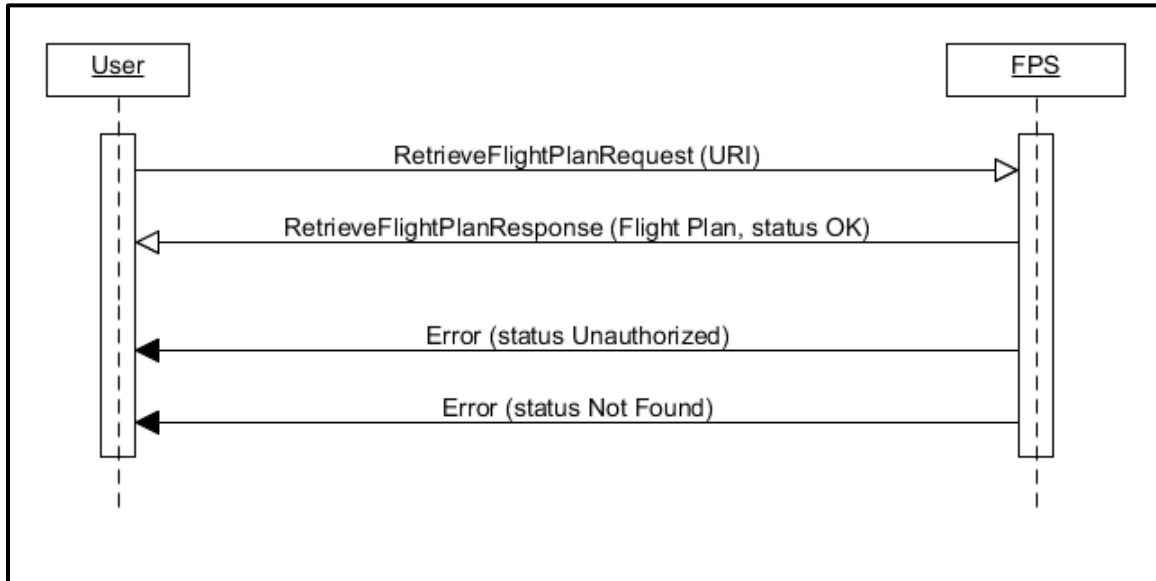 User
FPS
RetrieveFlightPlanRequest (URI)
RetrieveFlightPlanResponse (Flight Plan, status OK)
Error (status Unauthorized)
Error (status Not Found)